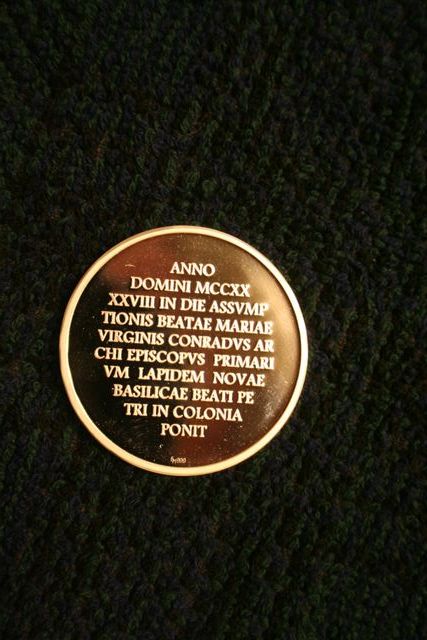 ANNO
DOMINI MCCXX
XXVIII IN DIE ASSVMP
TIONIS BEATAE MARIAE
VIRGINIS CONRADVS AR
CHI EPISCOPVS PRIMARI
VM LAPIDEM NOVAE
BASILICAE BEATI PE
TRI IN COLONIA
PONIT